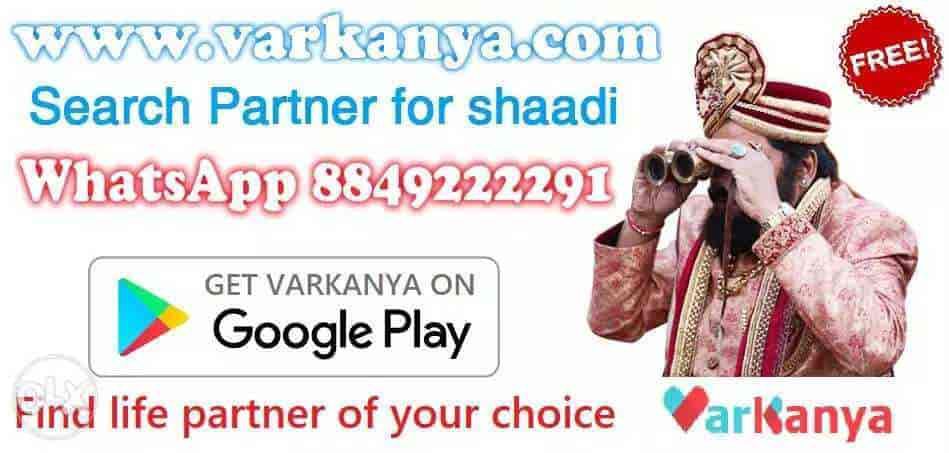 www.varkanya.com
FREE!
Search Partner for shaadi
WhatsApp 8849222291
GET VARKANYA ON
Google Play
OLX
Find life partner of your choice
VarKanya